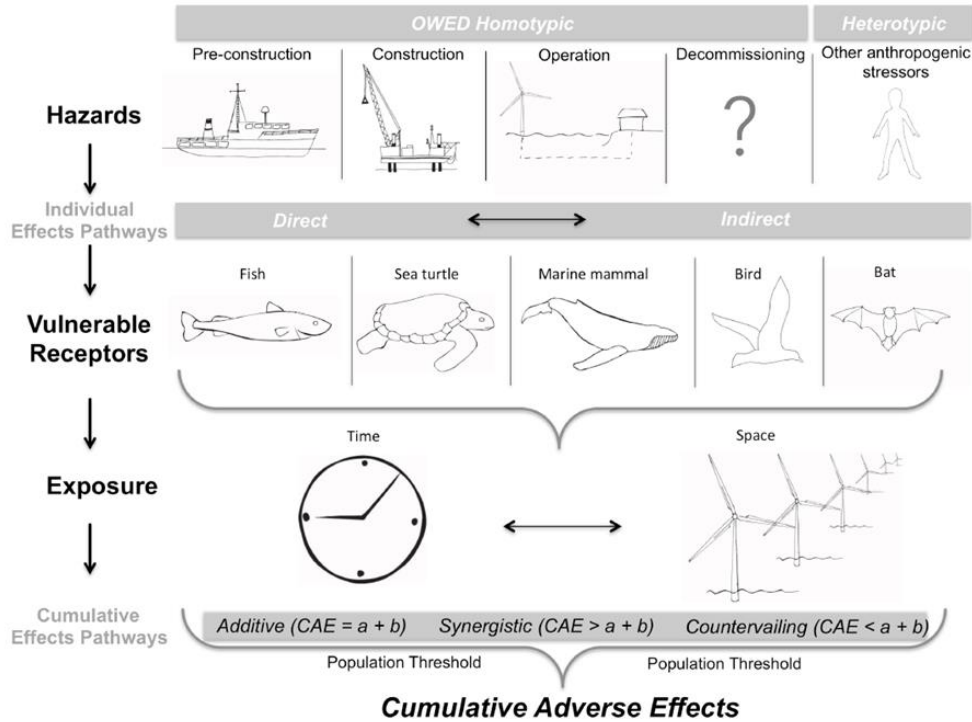 OWED Homotypic
Heterotypic
Pre-construction
Construction
Operation
Decommissioning
Other anthropogenic
stressors
Hazards
?
Individual
Effects Pathways
Direct
Indirect
Fish
Sea turtle
Marine mammal
Bird
Bat
Vulnerable
Receptors
Time
Space
Exposure
Cumulative
Effects Pathways
Additive (CAE = a + b)
Synergistic (CAE > a + b)
Countervailing (CAE < a + b)
Population Threshold
Population Threshold
Cumulative Adverse Effects